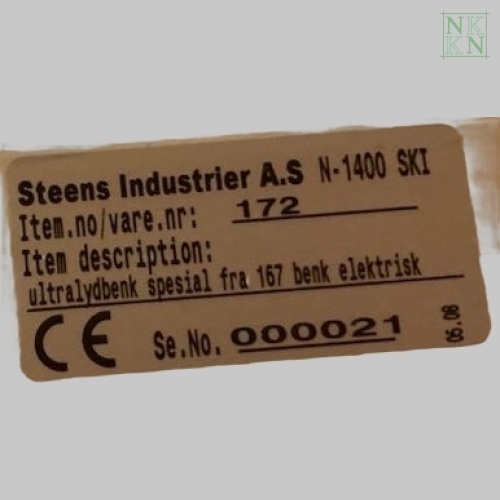 NK
KN
Steens Industrier A.S N-1400 SKI
Item.no/vare.nr: 172
Item description:
ultralydbenk spesial fra 167 benk elektrisk
CE Se.No. 000021
06.08